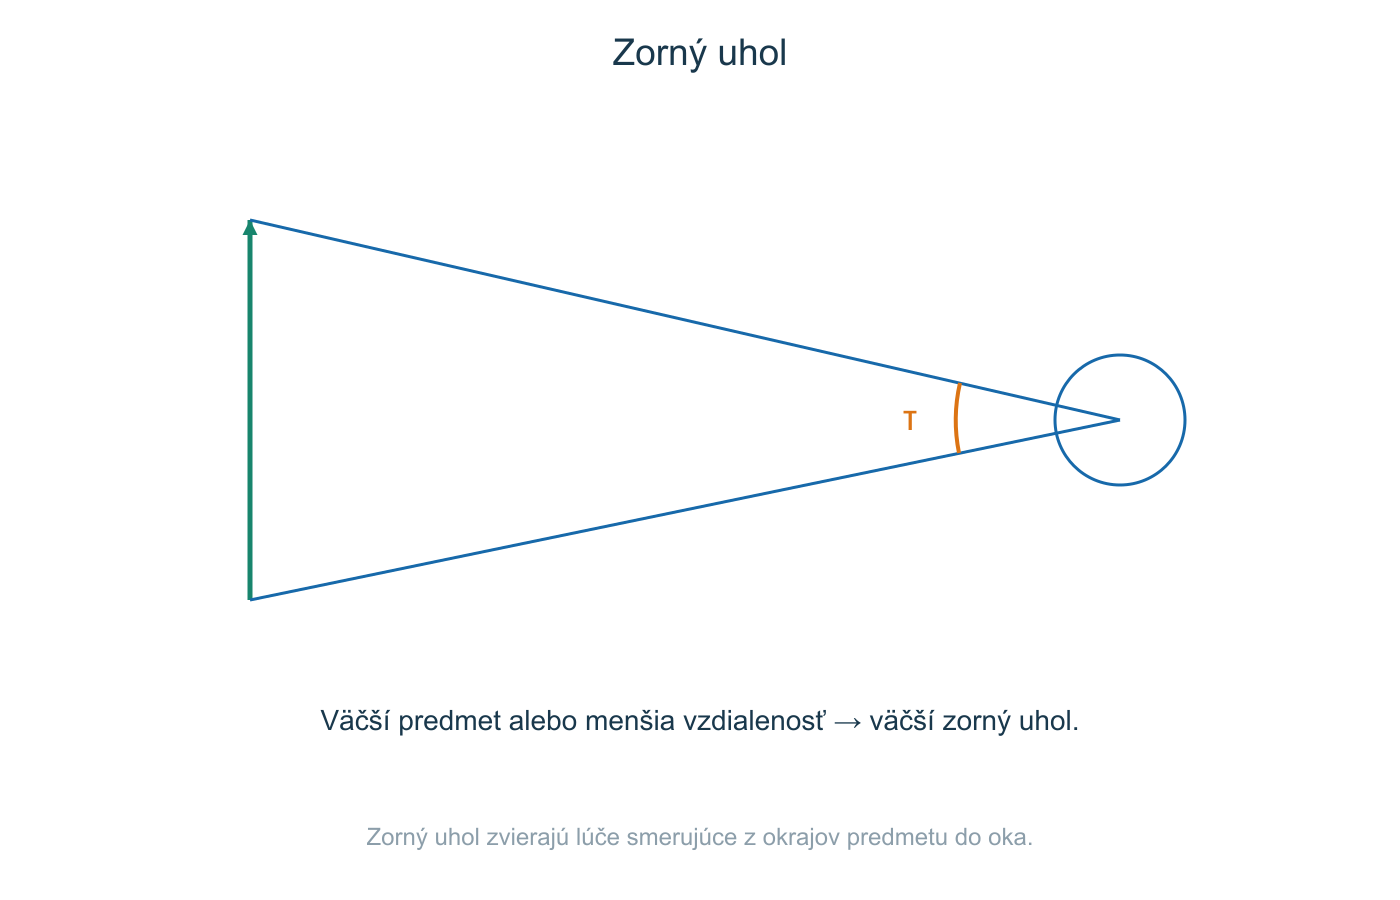 Zorný uhol
τ
Väčší predmet alebo menšia vzdialenosť → väčší zorný uhol.
Zorný uhol zvierajú lúče smerujúce z okrajov predmetu do oka.